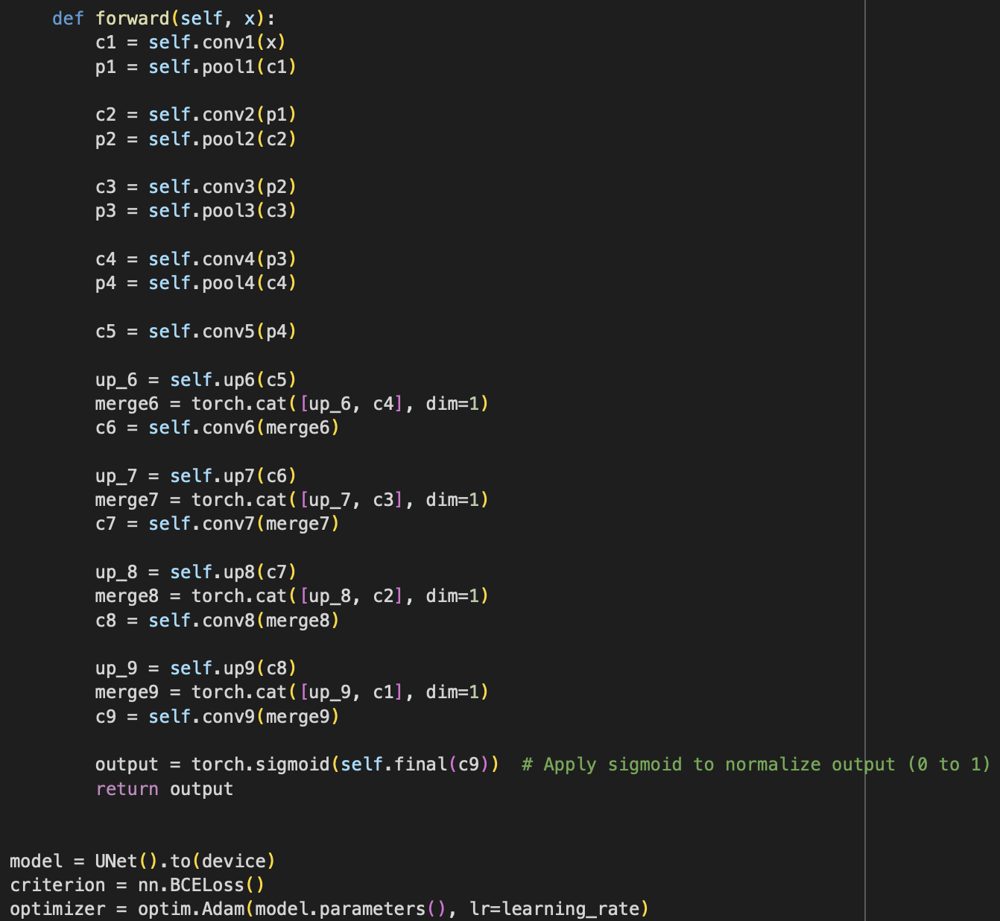 def forward(self, x):
c1 = self.conv1(x)
p1 = self.pool1(c1)
c2 = self.conv2(p1)
p2 = self.pool2(c2)
c3 = self.conv3(p2)
p3 = self.pool3(c3)
c4 = self.conv4(p3)
p4 = self.pool4(c4)
c5 = self.conv5(p4)
up_6 = self.up6(c5)
merge6 = torch.cat([up_6, c4], dim=1)
c6 = self.conv6(merge6)
up_7 = self.up7(c6)
merge7 = torch.cat([up_7, c3], dim=1)
c7 = self.conv7(merge7)
up_8 = self.up8(c7)
merge8 = torch.cat([up_8, c2], dim=1)
c8 = self.conv8(merge8)
up_9 = self.up9(c8)
merge9 = torch.cat([up_9, c1], dim=1)
c9 = self.conv9(merge9)
output = torch.sigmoid(self.final(c9))  # Apply sigmoid to normalize output (0 to 1)
return output
model = UNet().to(device)
criterion = nn.BCELoss()
optimizer = optim.Adam(model.parameters(), lr=learning_rate)